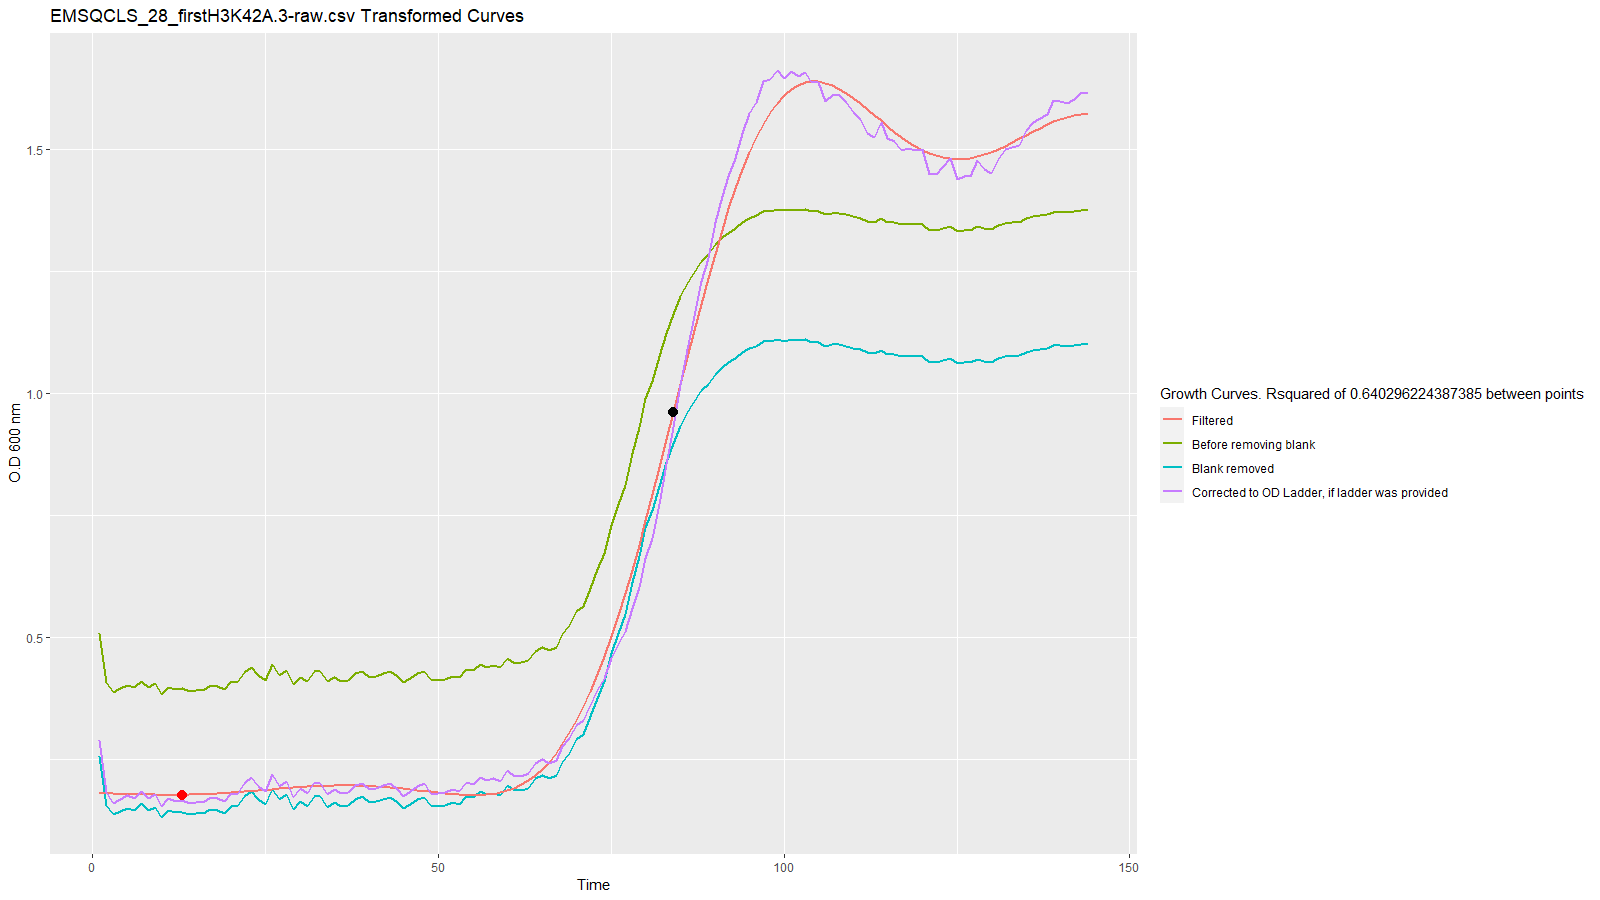 EMSQCLS_28_firstH3K42A.3-raw.csv Transformed Curves
1.5
1.0
0.5
O.D 600 nm
0
50
100
150
Time
Growth Curves. Rsquared of 0.640296224387385 between points
Filtered
Before removing blank
Blank removed
Corrected to OD Ladder, if ladder was provided